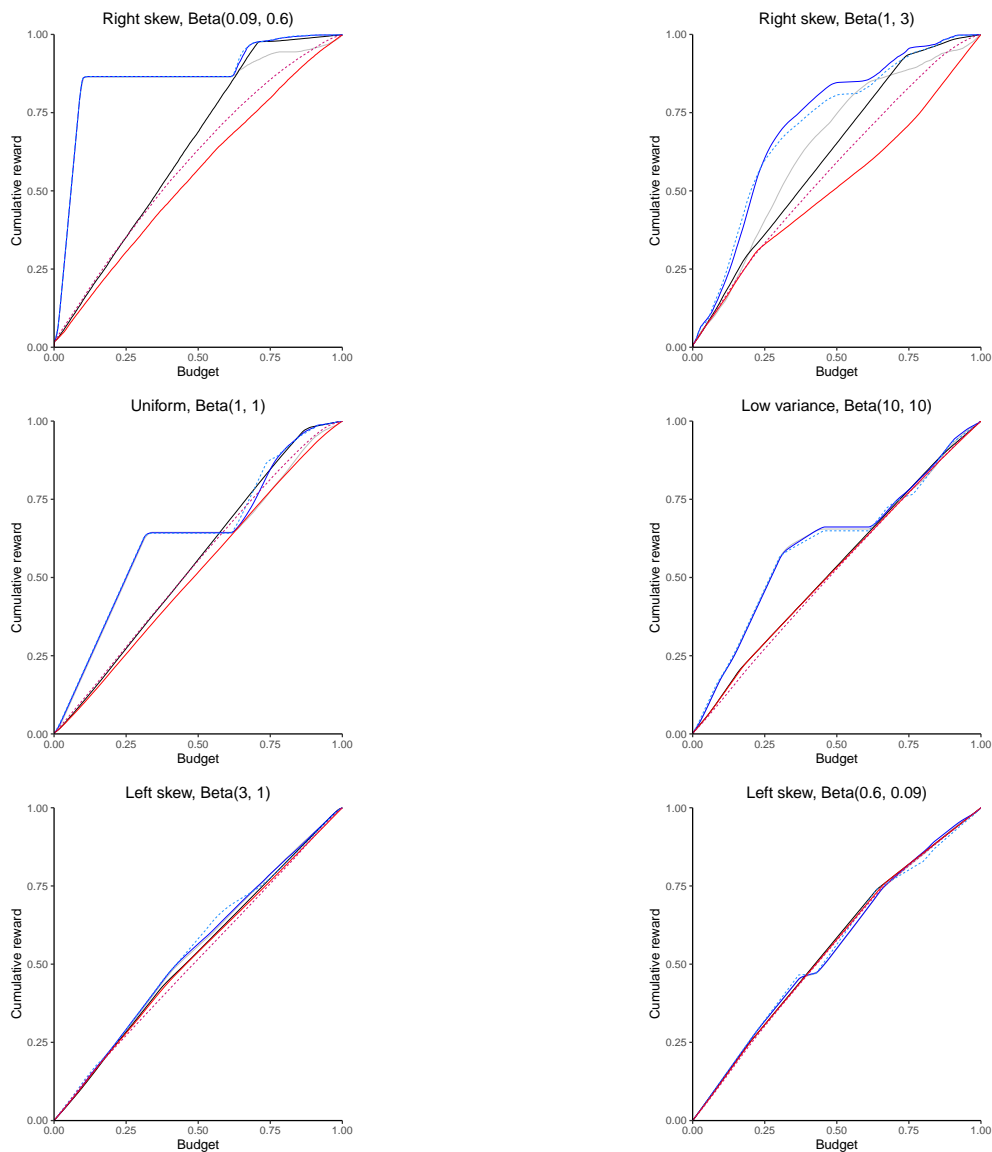 Right skew, Beta(0.09, 0.6)
1.00
0.75
0.50
0.25
0.00
0.00 0.25 0.50 0.75 1.00
Budget
Cumulative reward
Right skew, Beta(1, 3)
1.00
0.75
0.50
0.25
0.00
0.00 0.25 0.50 0.75 1.00
Budget
Cumulative reward
Uniform, Beta(1, 1)
1.00
0.75
0.50
0.25
0.00
0.00 0.25 0.50 0.75 1.00
Budget
Cumulative reward
Low variance, Beta(10, 10)
1.00
0.75
0.50
0.25
0.00
0.00 0.25 0.50 0.75 1.00
Budget
Cumulative reward
Left skew, Beta(3, 1)
1.00
0.75
0.50
0.25
0.00
0.00 0.25 0.50 0.75 1.00
Budget
Cumulative reward
Left skew, Beta(0.6, 0.09)
1.00
0.75
0.50
0.25
0.00
0.00 0.25 0.50 0.75 1.00
Budget
Cumulative reward